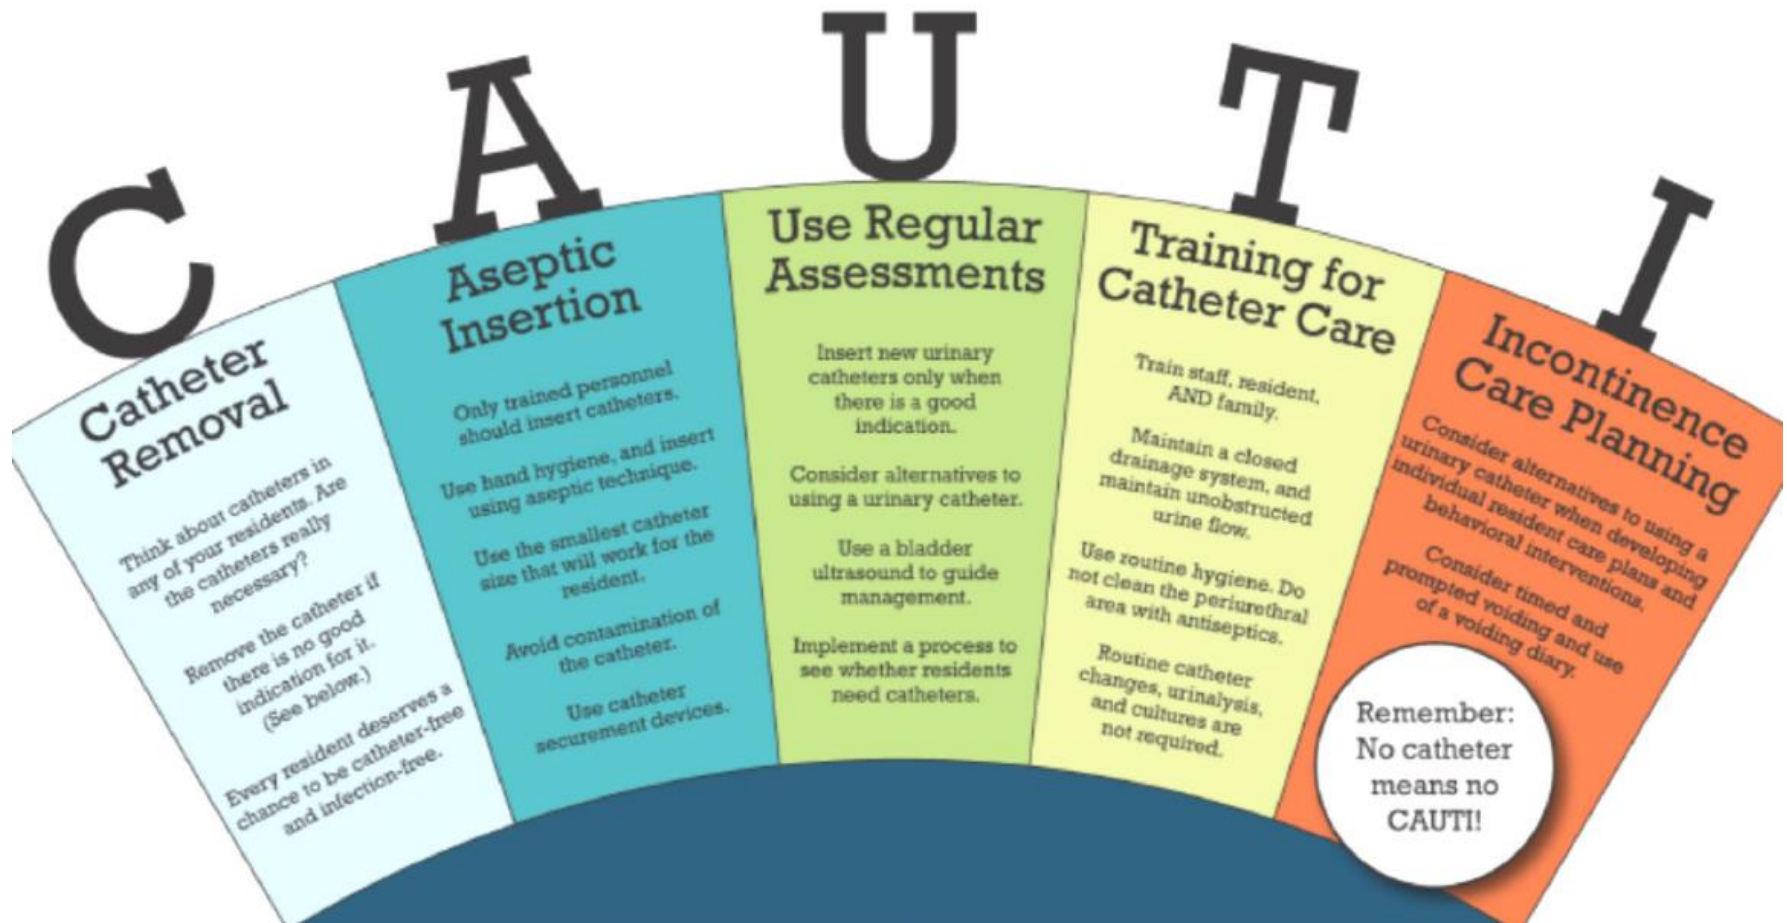 C A U T I
Catheter
Removal
Think about catheters in
any of your residents. Are
the catheters really
necessary?
Remove the catheter if
there is no good
indication for it.
(See below.)
Every resident deserves a
chance to be catheter-free
and infection-free.
Aseptic
Insertion
Only trained personnel
should insert catheters.
Use hand hygiene, and insert
using aseptic technique.
Use the smallest catheter
size that will work for the
resident.
Avoid contamination of
the catheter.
Use catheter
securement devices.
Use Regular
Assessments
Insert new urinary
catheters only when
there is a good
indication.
Consider alternatives to
using a urinary catheter.
Use a bladder
ultrasound to guide
management.
Implement a process to
see whether residents
need catheters.
Training for
Catheter Care
Train staff, resident,
AND family.
Maintain a closed
drainage system, and
maintain unobstructed
urine flow.
Use routine hygiene. Do
not clean the periurethral
area with antiseptics.
Routine catheter
changes, urinalysis,
and cultures are
not required.
Incontinence
Care Planning
Consider alternatives to using a
urinary catheter when developing
individual resident care plans and
behavioral interventions.
Consider timed and
prompted voiding and use
of a voiding diary.
Remember:
No catheter
means no
CAUTI!